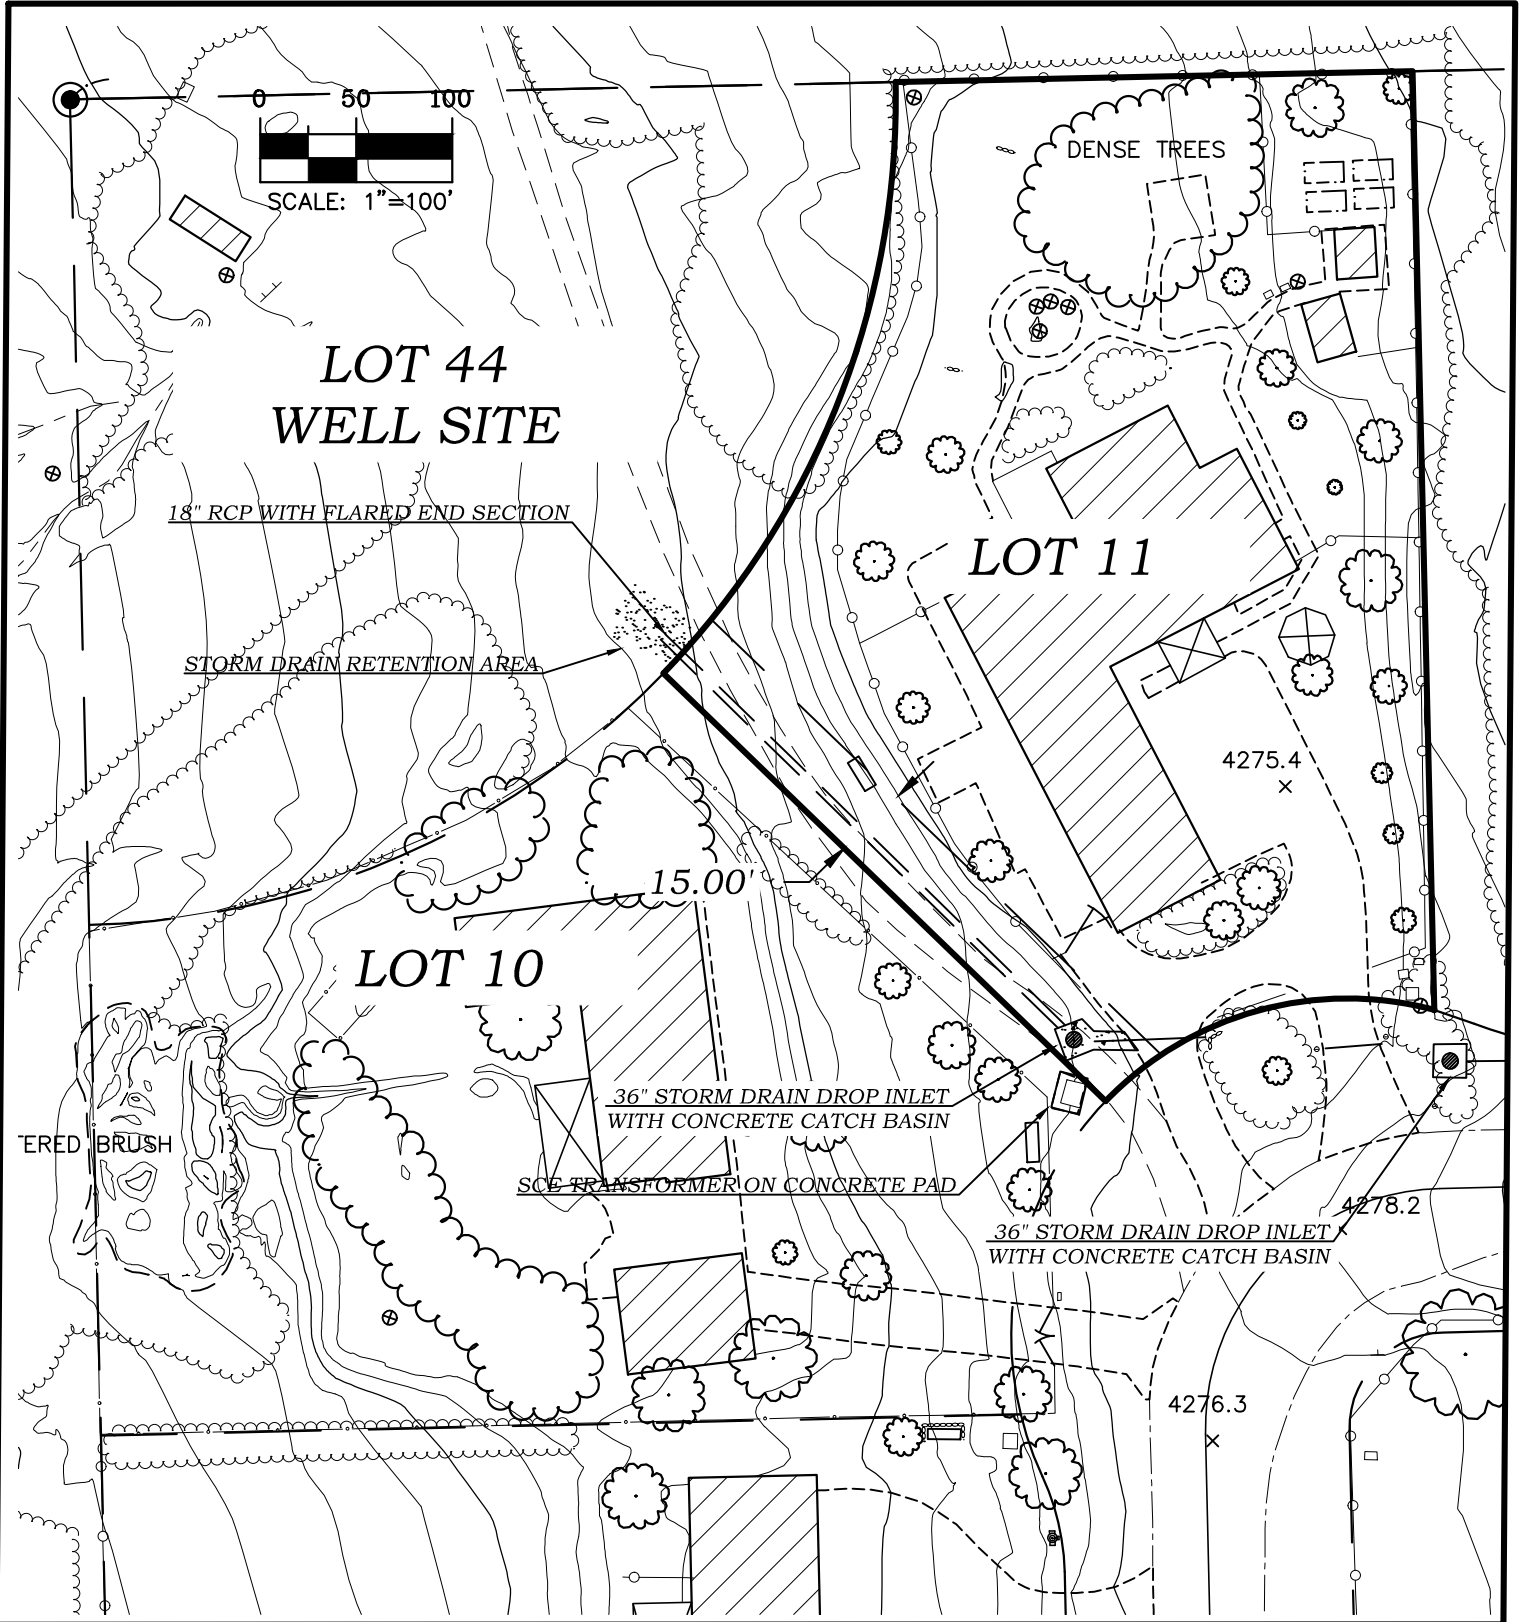 0 50 100
SCALE: 1"=100'
DENSE TREES
LOT 44
WELL SITE
18" RCP WITH FLARED END SECTION
LOT 11
STORM DRAIN RETENTION AREA
4275.4
15.00'
LOT 10
36" STORM DRAIN DROP INLET
WITH CONCRETE CATCH BASIN
TERED BRUSH
SCE TRANSFORMER ON CONCRETE PAD
4278.2
36" STORM DRAIN DROP INLET
WITH CONCRETE CATCH BASIN
4276.3